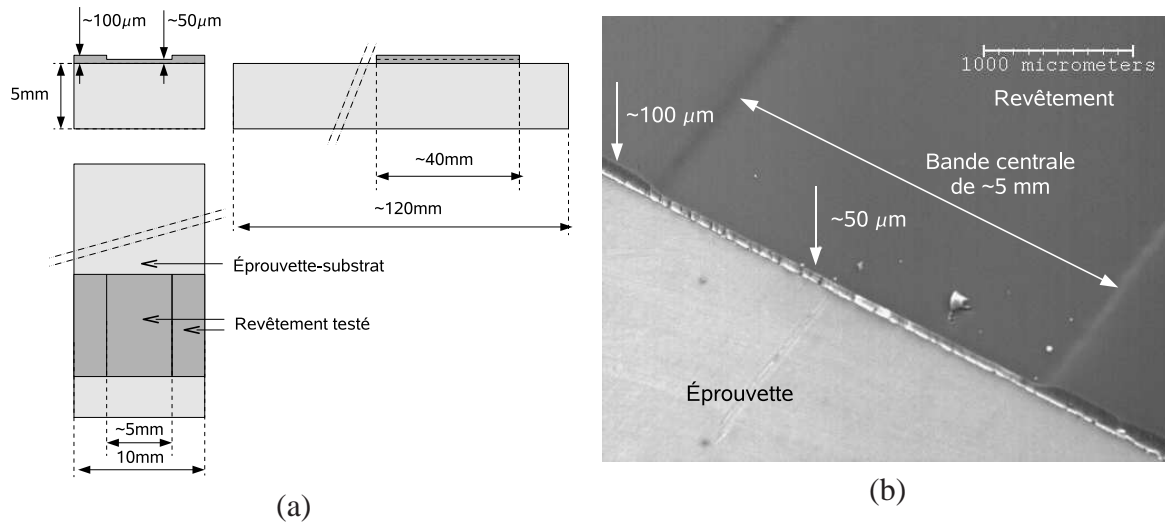 ~100μm
~50μm
5mm
~40mm
~120mm
Éprouvette-substrat
Revêtement testé
~5mm
10mm
(a)
1000 micrometers
Revêtement
~100 μm
Bande centrale
de ~5 mm
~50 μm
Éprouvette
(b)